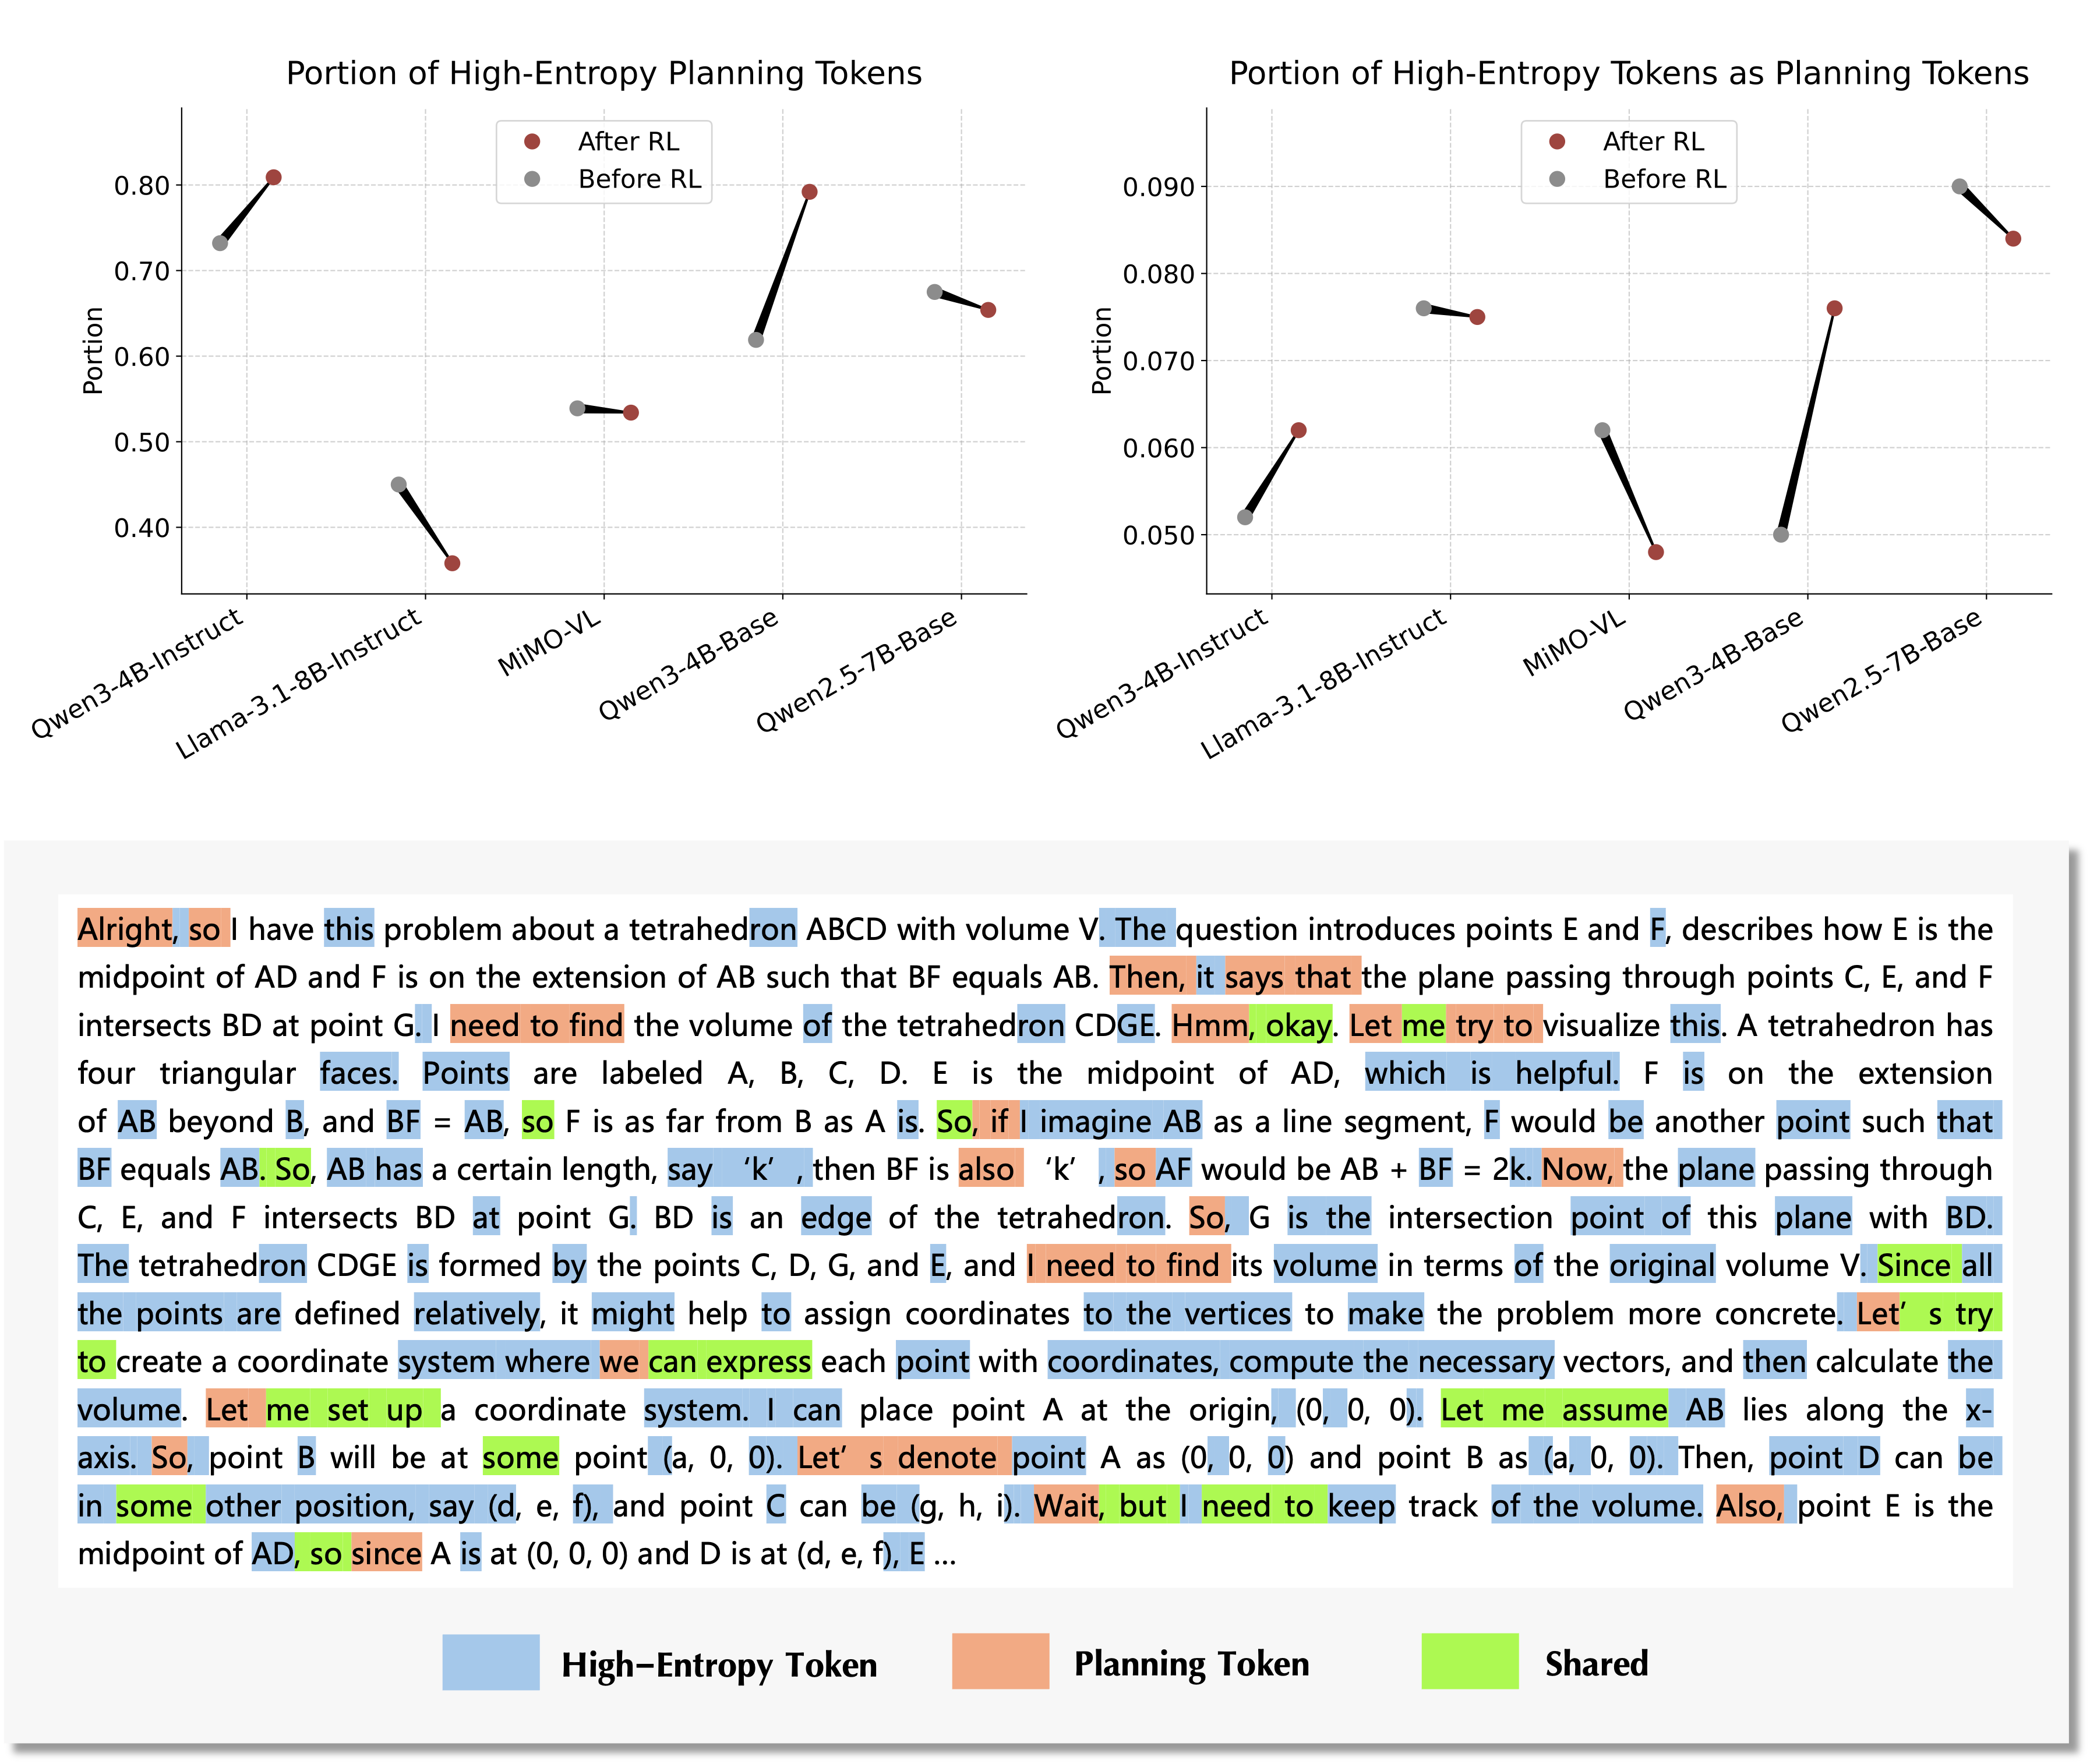 Portion of High-Entropy Planning Tokens
After RL
Before RL
Portion
0.80
0.70
0.60
0.50
0.40
Qwen3-4B-Instruct
Llama-3.1-8B-Instruct
MiMO-VL
Qwen3-4B-Base
Qwen2.5-7B-Base
Portion of High-Entropy Tokens as Planning Tokens
After RL
Before RL
Portion
0.090
0.080
0.070
0.060
0.050
Qwen3-4B-Instruct
Llama-3.1-8B-Instruct
MiMO-VL
Qwen3-4B-Base
Qwen2.5-7B-Base
Alright, so I have this problem about a tetrahedron ABCD with volume V. The question introduces points E and F, describes how E is the
midpoint of AD and F is on the extension of AB such that BF equals AB. Then, it says that the plane passing through points C, E, and F
intersects BD at point G. I need to find the volume of the tetrahedron CDGE. Hmm, okay. Let me try to visualize this. A tetrahedron has
four triangular faces. Points are labeled A, B, C, D. E is the midpoint of AD, which is helpful. F is on the extension
of AB beyond B, and BF = AB, so F is as far from B as A is. So, if I imagine AB as a line segment, F would be another point such that
BF equals AB. So, AB has a certain length, say ‘k’ , then BF is also ‘k’ , so AF would be AB + BF = 2k. Now, the plane passing through
C, E, and F intersects BD at point G. BD is an edge of the tetrahedron. So, G is the intersection point of this plane with BD.
The tetrahedron CDGE is formed by the points C, D, G, and E, and I need to find its volume in terms of the original volume V. Since all
the points are defined relatively, it might help to assign coordinates to the vertices to make the problem more concrete. Let’ s try
to create a coordinate system where we can express each point with coordinates, compute the necessary vectors, and then calculate the
volume. Let me set up a coordinate system. I can place point A at the origin, (0, 0, 0). Let me assume AB lies along the x-
axis. So, point B will be at some point (a, 0, 0). Let’ s denote point A as (0, 0, 0) and point B as (a, 0, 0). Then, point D can be
in some other position, say (d, e, f), and point C can be (g, h, i). Wait, but I need to keep track of the volume. Also, point E is the
midpoint of AD, so since A is at (0, 0, 0) and D is at (d, e, f), E ...
High-Entropy Token
Planning Token
Shared